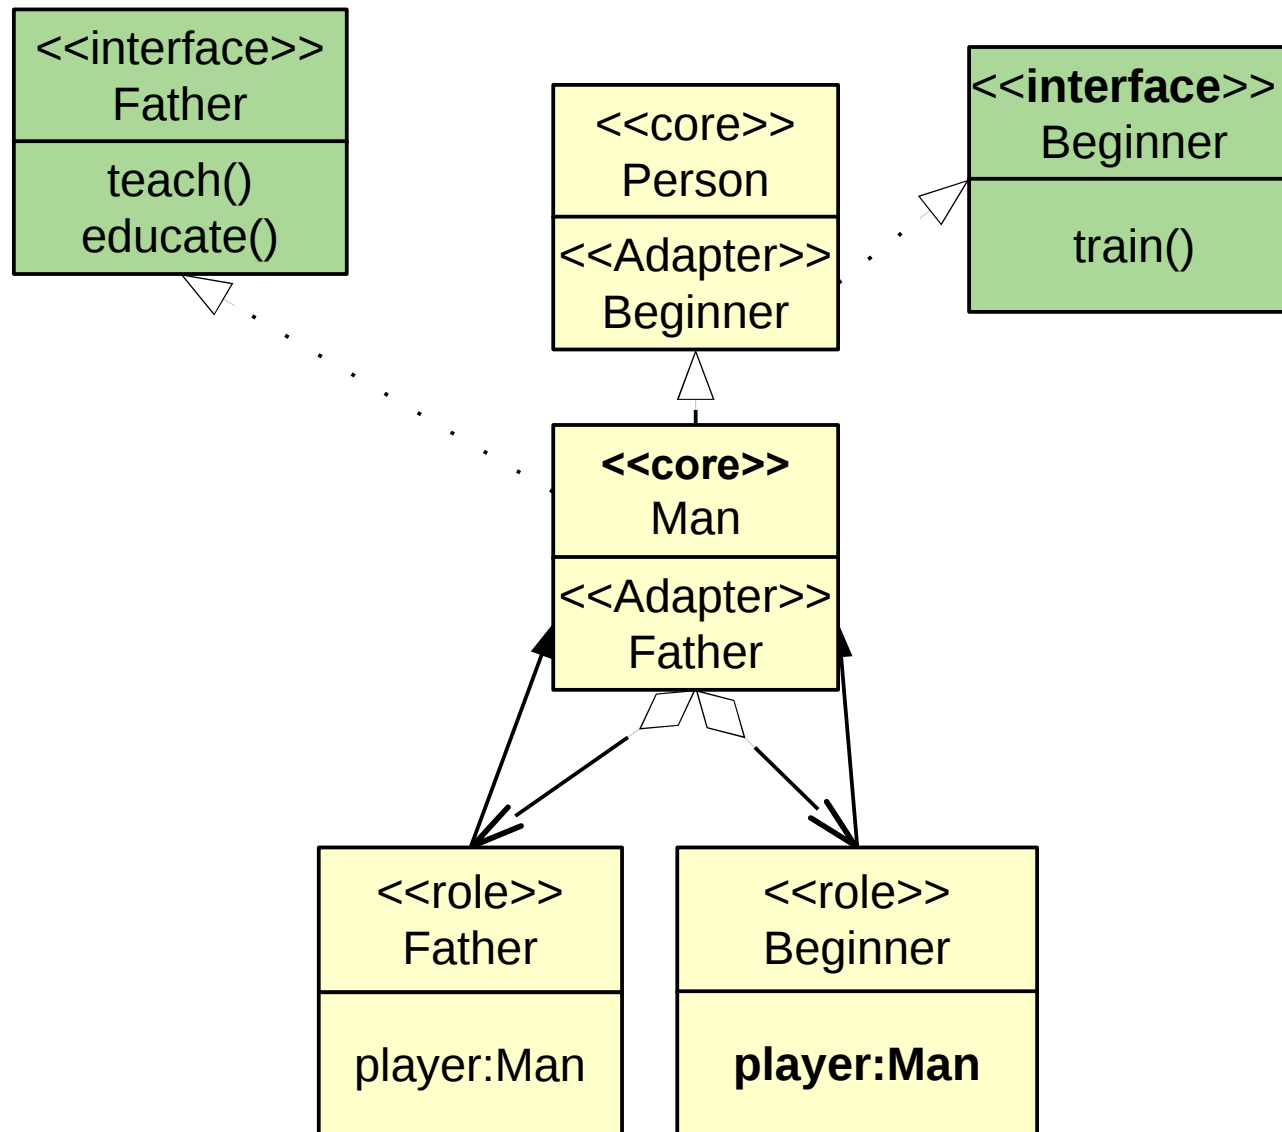 <<interface>>
Father
teach()
educate()
<<core>>
Person
<<Adapter>>
Beginner
<<interface>>
Beginner
train()
<<core>>
Man
<<Adapter>>
Father
<<role>>
Father
player:Man
<<role>>
Beginner
player:Man